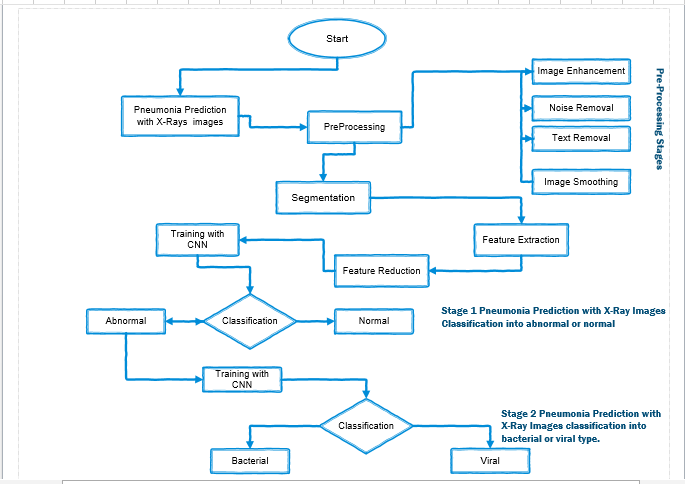 Start
Pneumonia Prediction
with X-Rays images
PreProcessing
Image Enhancement
Noise Removal
Text Removal
Image Smoothing
Pre-Processing Stages
Segmentation
Feature Extraction
Training with
CNN
Feature Reduction
Abnormal
Classification
Normal
Stage 1 Pneumonia Prediction with X-Ray Images
Classification into abnormal or normal
Training with
CNN
Classification
Stage 2 Pneumonia Prediction with
X-Ray Images classification into
bacterial or viral type.
Bacterial
Viral